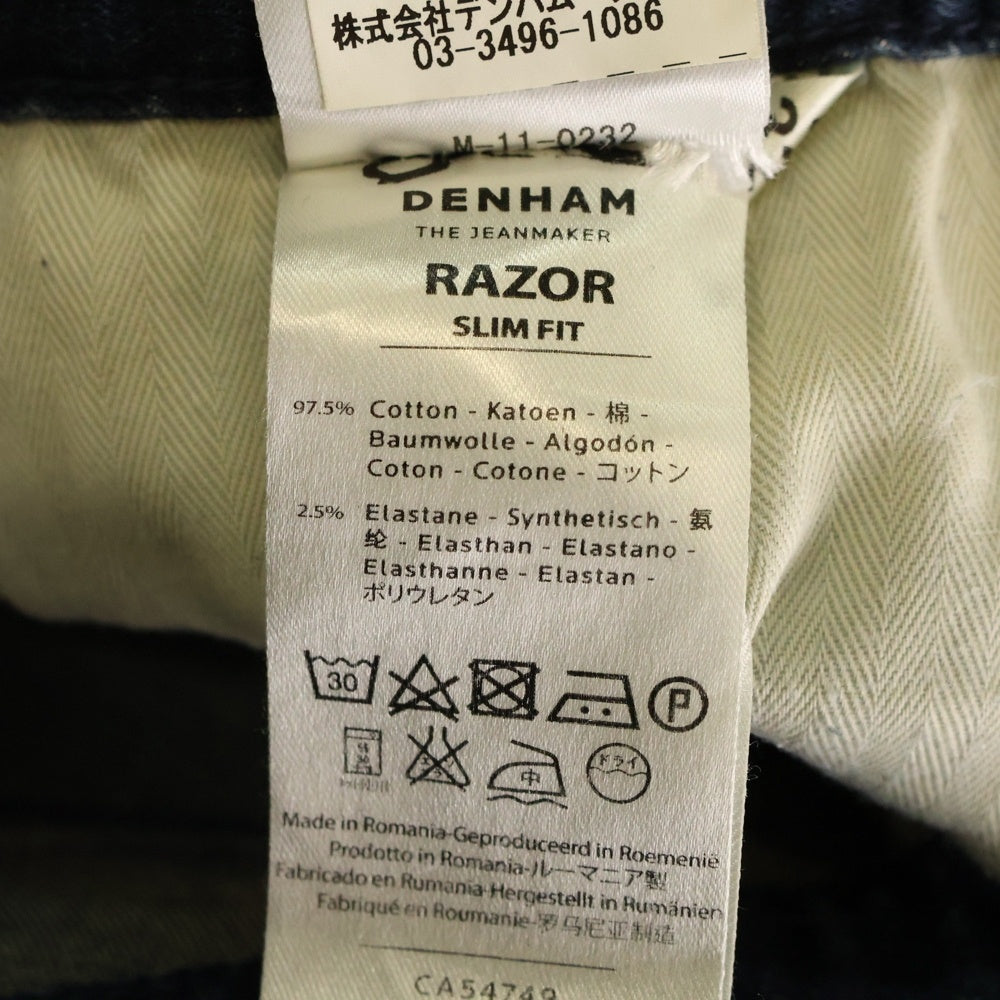 株式会社デンハム
03-3496-1086
M-11-0232
DENHAM
THE JEANMAKER
RAZOR
SLIM FIT
97.5% Cotton - Katoen - 棉 -
Baumwolle - Algodón -
Coton - Cotone - コットン
2.5% Elastane - Synthetisch - 氨
纶 - Elasthan - Elastano -
Elasthanne - Elastan -
ポリウレタン
30 P
中 ドライ
Made in Romania-Geproduceerd in Roemenië
Prodotto in Romania-ルーマニア製
Fabricado en Rumania-Hergestellt in Rumänien
Fabriqué en Roumanie-罗马尼亚制造
CA54749